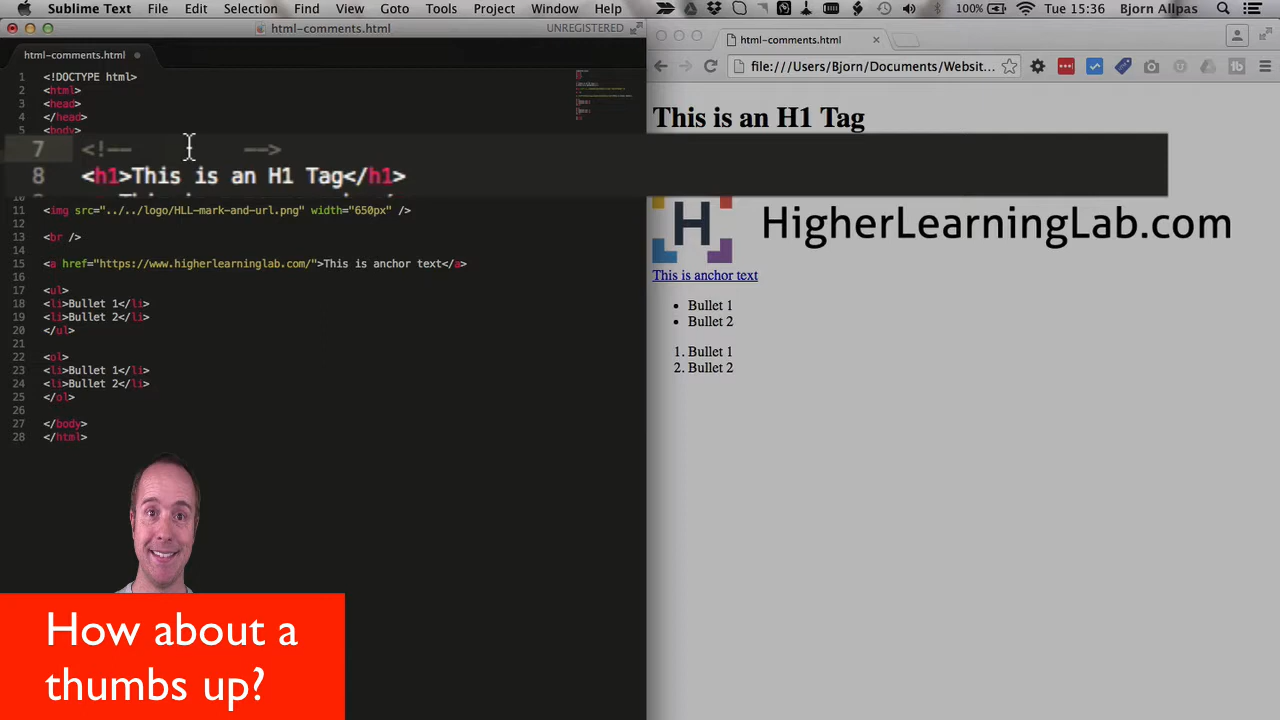 Sublime Text File Edit Selection Find View Goto Tools Project Window Help 100% Tue 15:36 Bjorn Allpas
html-comments.html UNREGISTERED
html-comments.html
1 <!DOCTYPE html>
2 <html>
3 <head>
4 </head>
5 <body>
7 <!-- -->
8 <h1>This is an H1 Tag</h1>
11 <img src="../../logo/HLL-mark-and-url.png" width="650px" />
12
13 <br />
14
15 <a href="https://www.higherlearninglab.com/">This is anchor text</a>
16
17 <ul>
18 <li>Bullet 1</li>
19 <li>Bullet 2</li>
20 </ul>
21
22 <ol>
23 <li>Bullet 1</li>
24 <li>Bullet 2</li>
25 </ol>
26
27 </body>
28 </html>
How about a
thumbs up?
html-comments.html
file:///Users/Bjorn/Documents/Websit...
This is an H1 Tag
H HigherLearningLab.com
This is anchor text
• Bullet 1
• Bullet 2
1. Bullet 1
2. Bullet 2